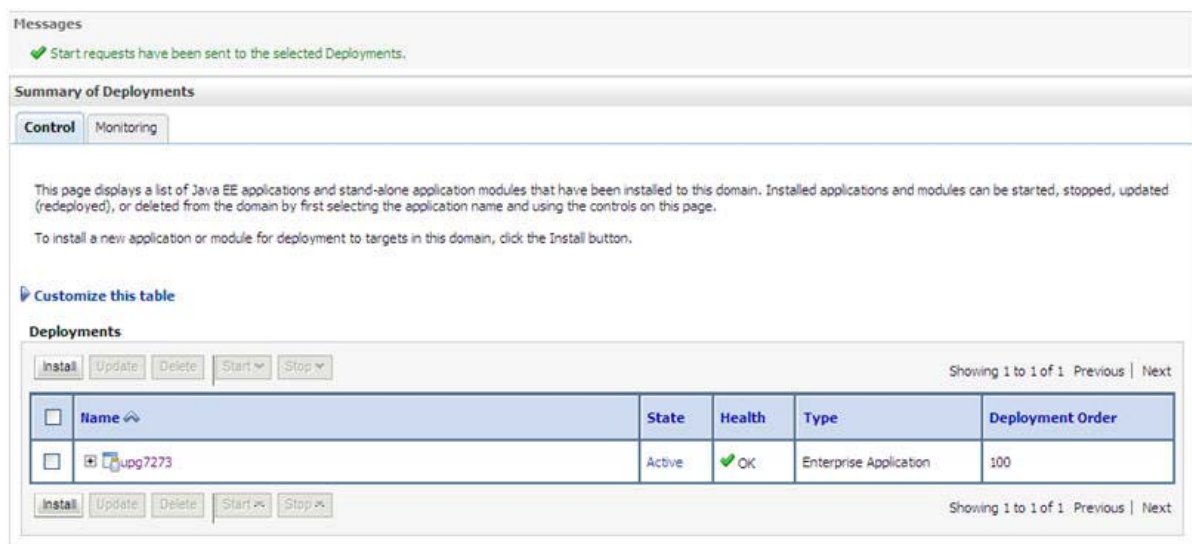 Messages
Start requests have been sent to the selected Deployments.
Summary of Deployments
Control Monitoring
This page displays a list of Java EE applications and stand-alone application modules that have been installed to this domain. Installed applications and modules can be started, stopped, updated
(redeployed), or deleted from the domain by first selecting the application name and using the controls on this page.
To install a new application or module for deployment to targets in this domain, click the Install button.
Customize this table
Deployments
Install Update Delete Start Stop Showing 1 to 1 of 1 Previous | Next
Name State Health Type Deployment Order
upg7273 Active OK Enterprise Application 100
Install Update Delete Start Stop Showing 1 to 1 of 1 Previous | Next